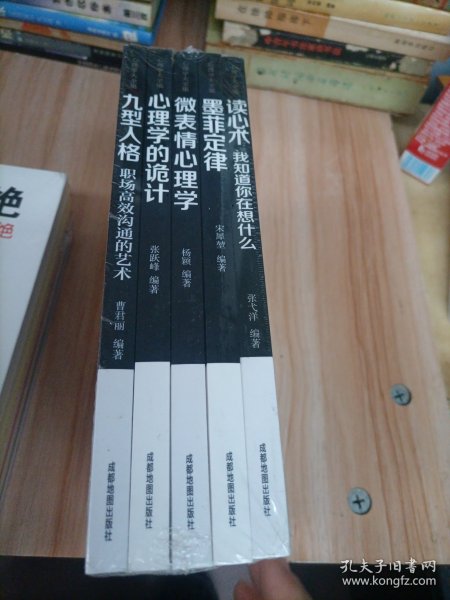 九型人格
职场高效沟通的艺术
曹君丽 编著
成都地图出版社
心理学的诡计
张跃峰 编著
成都地图出版社
微表情心理学
杨颖 编著
成都地图出版社
墨菲定律
宋犀堃 编著
成都地图出版社
读心术
我知道你在想什么
张弋洋 编著
成都地图出版社
绝
孔夫子旧书网
www.kongfz.com